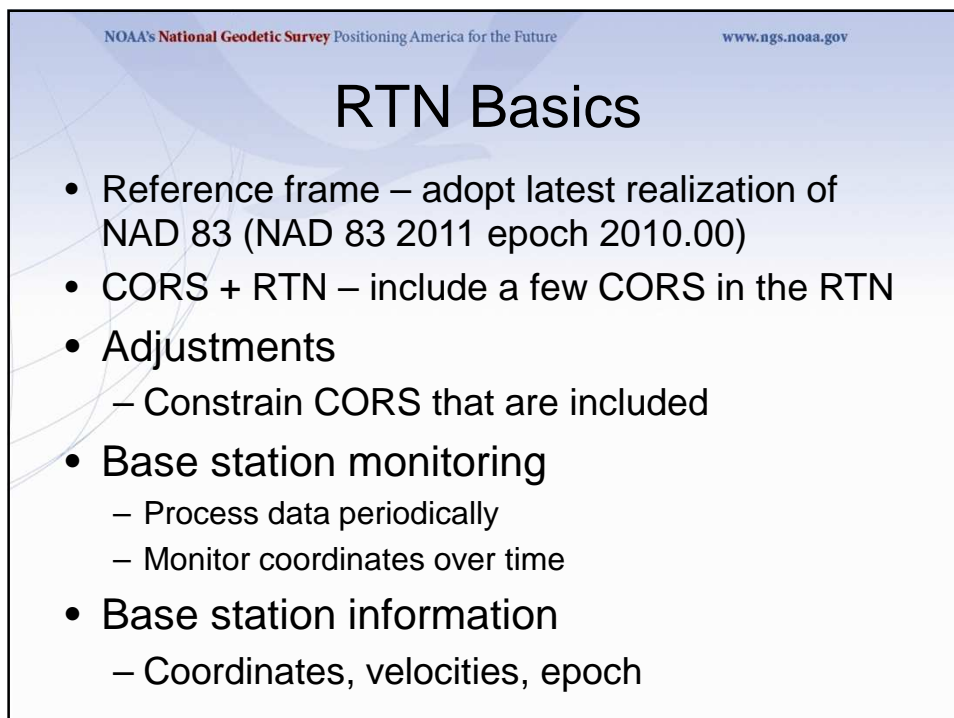 NOAA's National Geodetic Survey Positioning America for the Future www.ngs.noaa.gov
RTN Basics
• Reference frame – adopt latest realization of
NAD 83 (NAD 83 2011 epoch 2010.00)
• CORS + RTN – include a few CORS in the RTN
• Adjustments
– Constrain CORS that are included
• Base station monitoring
– Process data periodically
– Monitor coordinates over time
• Base station information
– Coordinates, velocities, epoch